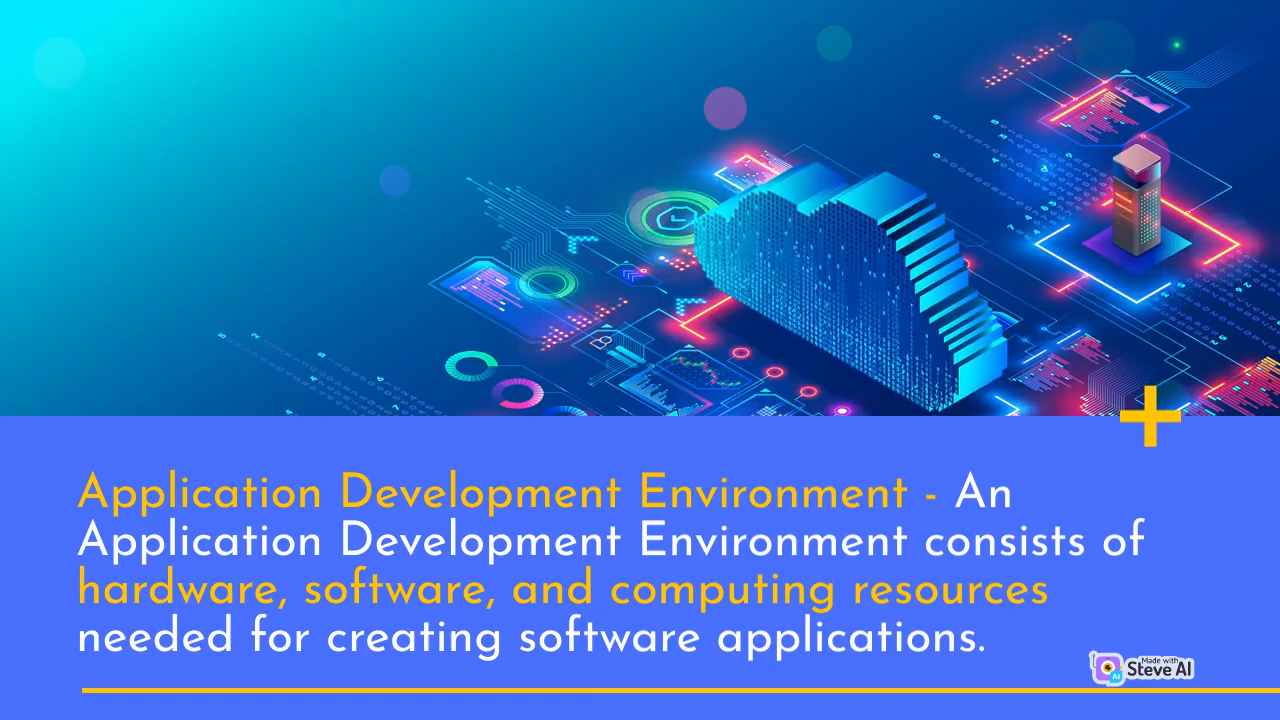 Application Development Environment - An
Application Development Environment consists of
hardware, software, and computing resources
needed for creating software applications.
Made with
Steve AI
AI